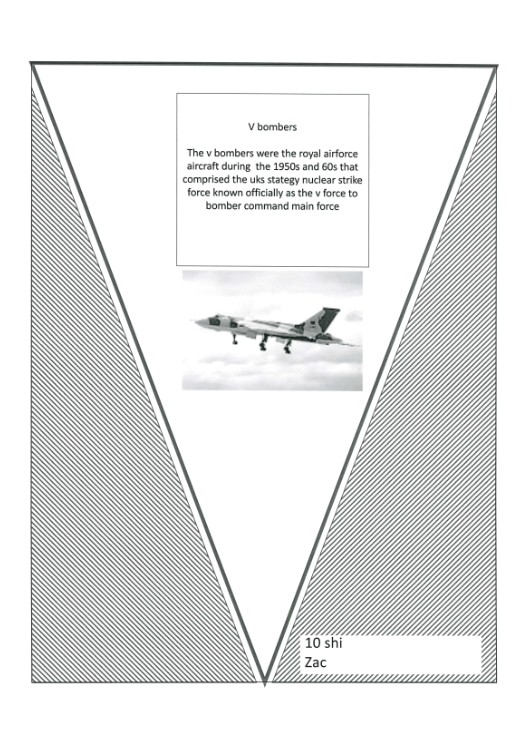 V bombers
The v bombers were the royal airforce
aircraft during the 1950s and 60s that
comprised the uks stategy nuclear strike
force known officially as the v force to
bomber command main force
10 shi
Zac